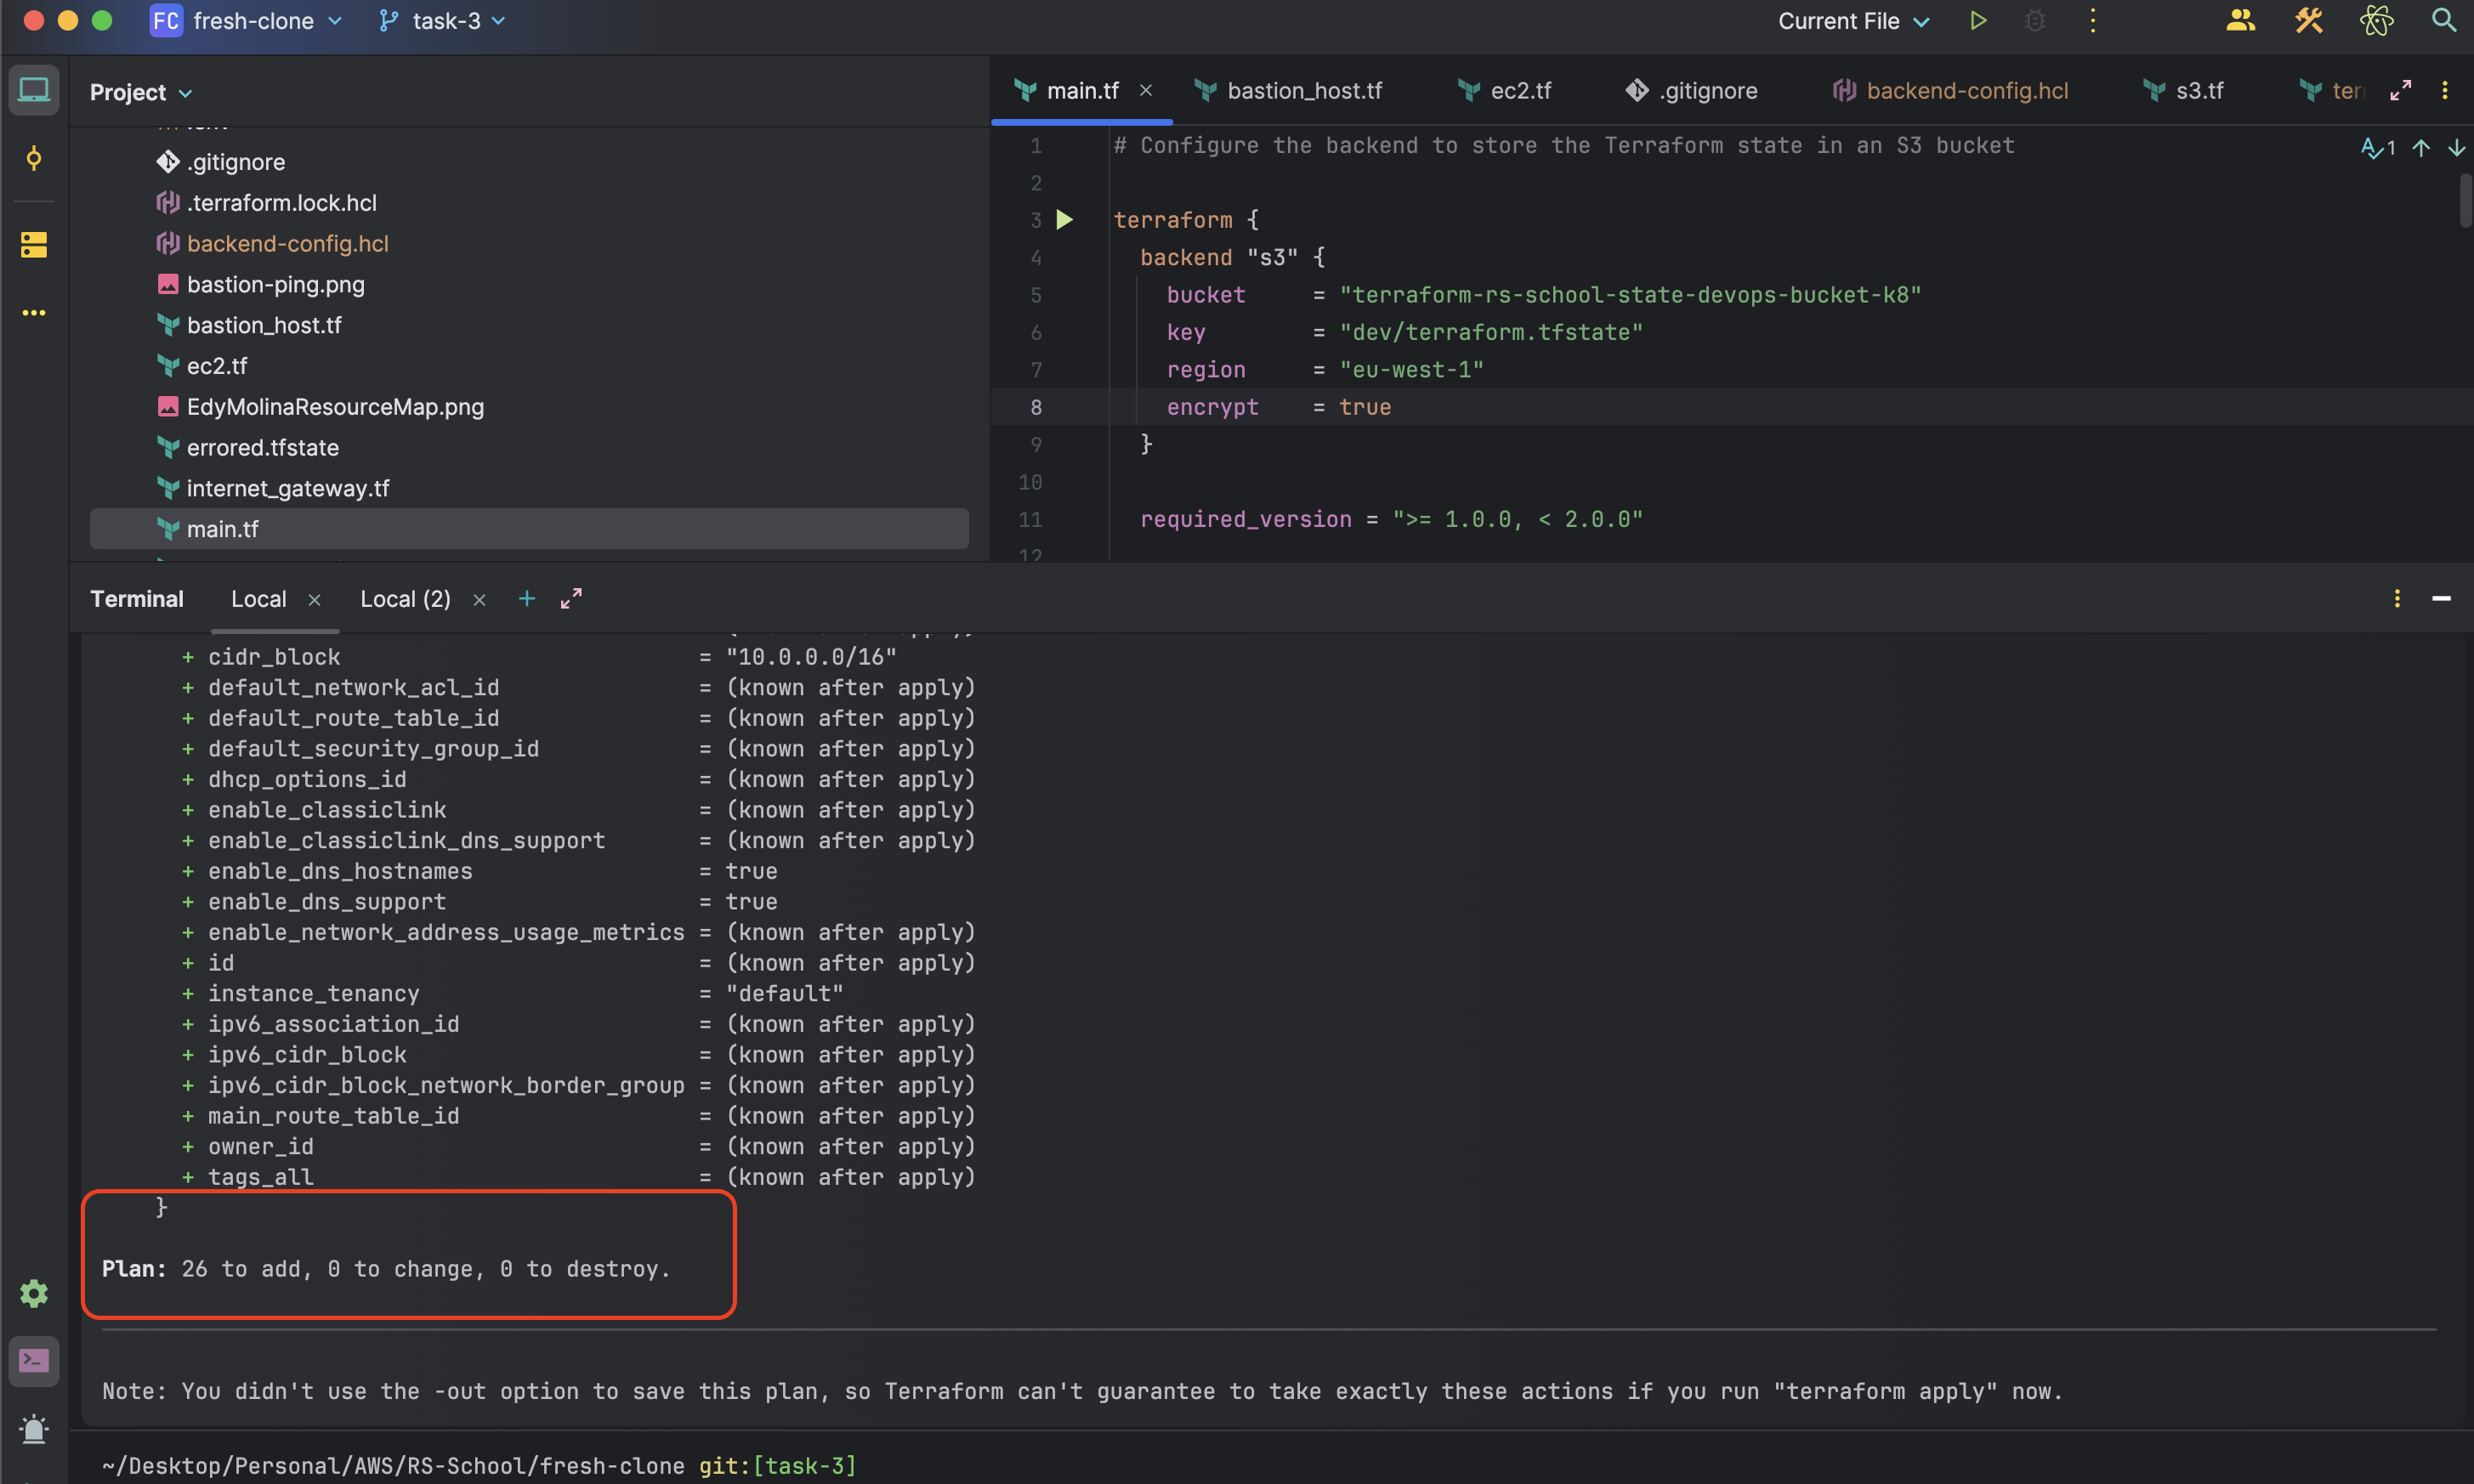 FC fresh-clone task-3 Current File
Project
.gitignore
.terraform.lock.hcl
backend-config.hcl
bastion-ping.png
bastion_host.tf
ec2.tf
EdyMolinaResourceMap.png
errored.tfstate
internet_gateway.tf
main.tf
main.tf bastion_host.tf ec2.tf .gitignore backend-config.hcl s3.tf
1 # Configure the backend to store the Terraform state in an S3 bucket 1
2
3 terraform {
4 backend "s3" {
5 bucket = "terraform-rs-school-state-devops-bucket-k8"
6 key = "dev/terraform.tfstate"
7 region = "eu-west-1"
8 encrypt = true
9 }
10
11 required_version = ">= 1.0.0, < 2.0.0"
12
Terminal Local Local (2)
+ cidr_block = "10.0.0.0/16"
+ default_network_acl_id = (known after apply)
+ default_route_table_id = (known after apply)
+ default_security_group_id = (known after apply)
+ dhcp_options_id = (known after apply)
+ enable_classiclink = (known after apply)
+ enable_classiclink_dns_support = (known after apply)
+ enable_dns_hostnames = true
+ enable_dns_support = true
+ enable_network_address_usage_metrics = (known after apply)
+ id = (known after apply)
+ instance_tenancy = "default"
+ ipv6_association_id = (known after apply)
+ ipv6_cidr_block = (known after apply)
+ ipv6_cidr_block_network_border_group = (known after apply)
+ main_route_table_id = (known after apply)
+ owner_id = (known after apply)
+ tags_all = (known after apply)
}
Plan: 26 to add, 0 to change, 0 to destroy.
Note: You didn't use the -out option to save this plan, so Terraform can't guarantee to take exactly these actions if you run "terraform apply" now.
~/Desktop/Personal/AWS/RS-School/fresh-clone git:[task-3]